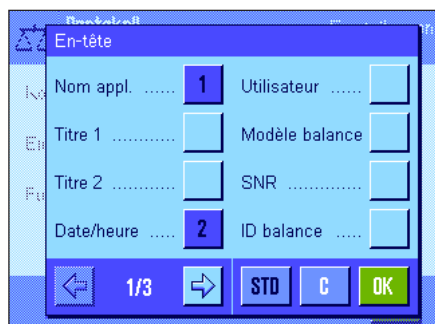 Protokoll
En-tête
Nom appl. ...... 1 Utilisateur ......
Titre 1 ............ Modèle balance
Titre 2 ............ SNR ...............
Date/heure ..... 2 ID balance .....
1/3 STD C OK